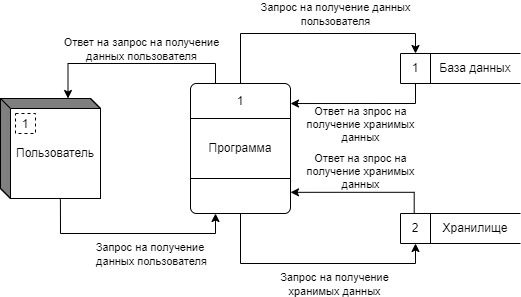 Запрос на получение данных
пользователя
Ответ на запрос на получение
данных пользователя
1
База данных
1
Ответ на зпрос на
получение хранимых
данных
1
Пользователь
Программа
Ответ на зпрос на
получение хранимых
данных
2
Хранилище
Запрос на получение
данных пользователя
Запрос на получение
хранимых данных